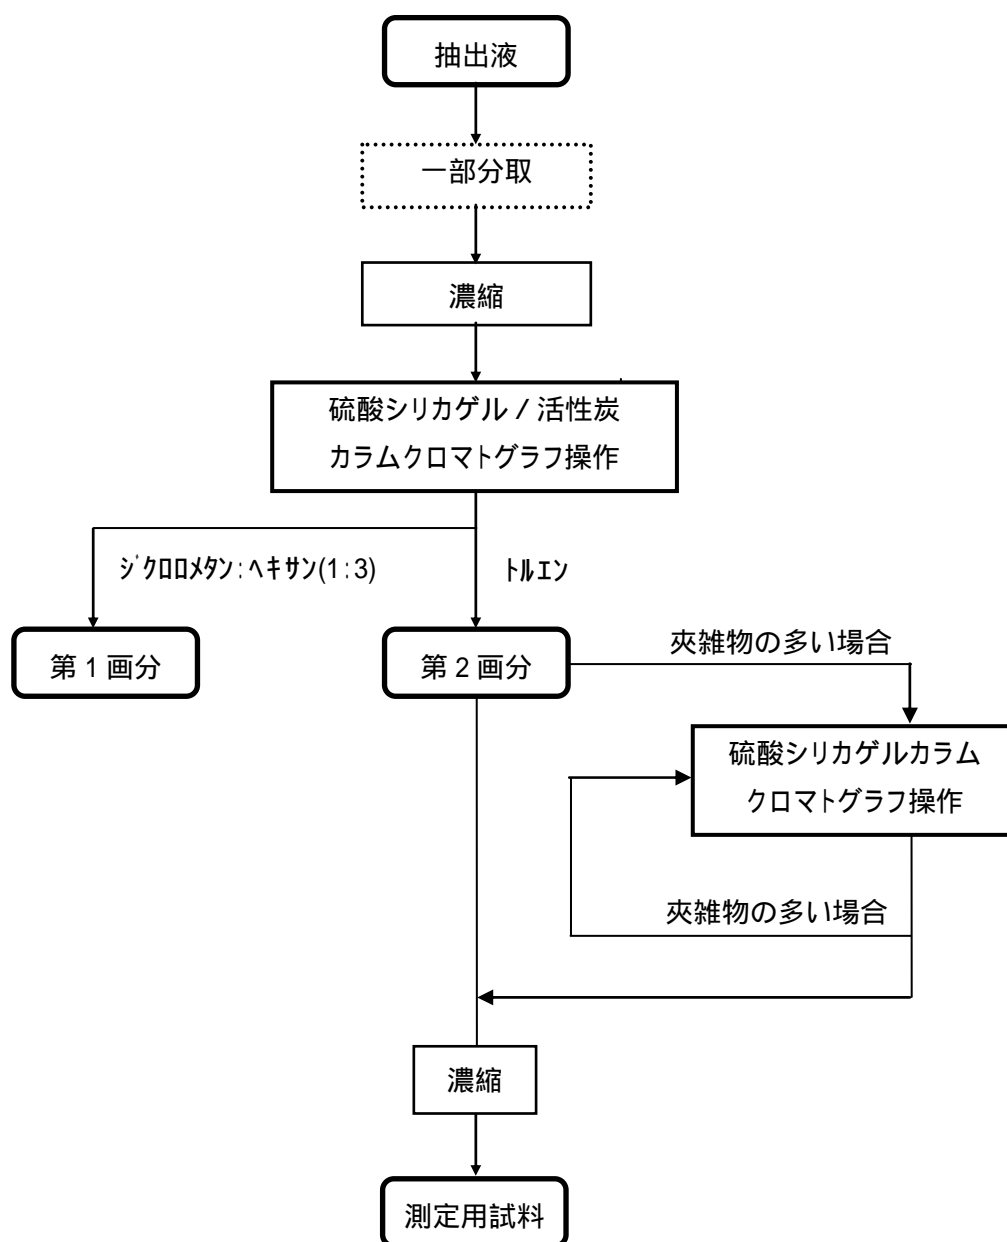 抽出液
一部分取
濃縮
硫酸シリカゲル / 活性炭
カラムクロマトグラフ操作
ｼﾞｸﾛﾛﾒﾀﾝ:ﾍｷｻﾝ(1:3)
ﾄﾙｴﾝ
第 1 画分
第 2 画分
夾雑物の多い場合
硫酸シリカゲルカラム
クロマトグラフ操作
夾雑物の多い場合
濃縮
測定用試料